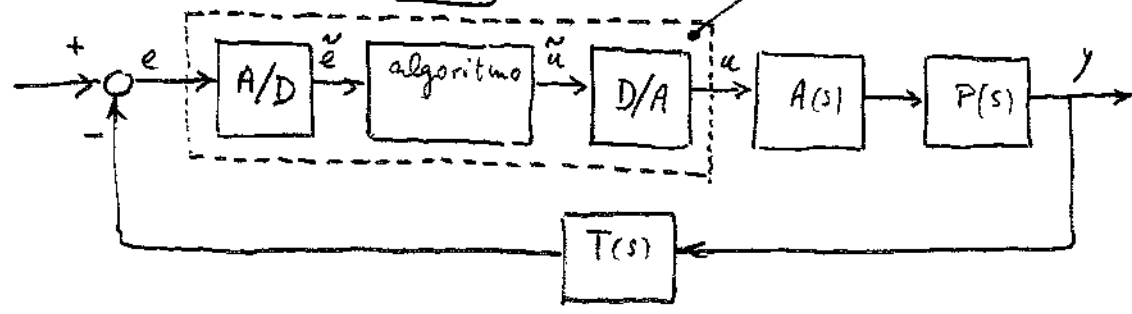 + e A/D ẽ algoritmo ũ D/A u A(s) P(s) y
-
T(s)